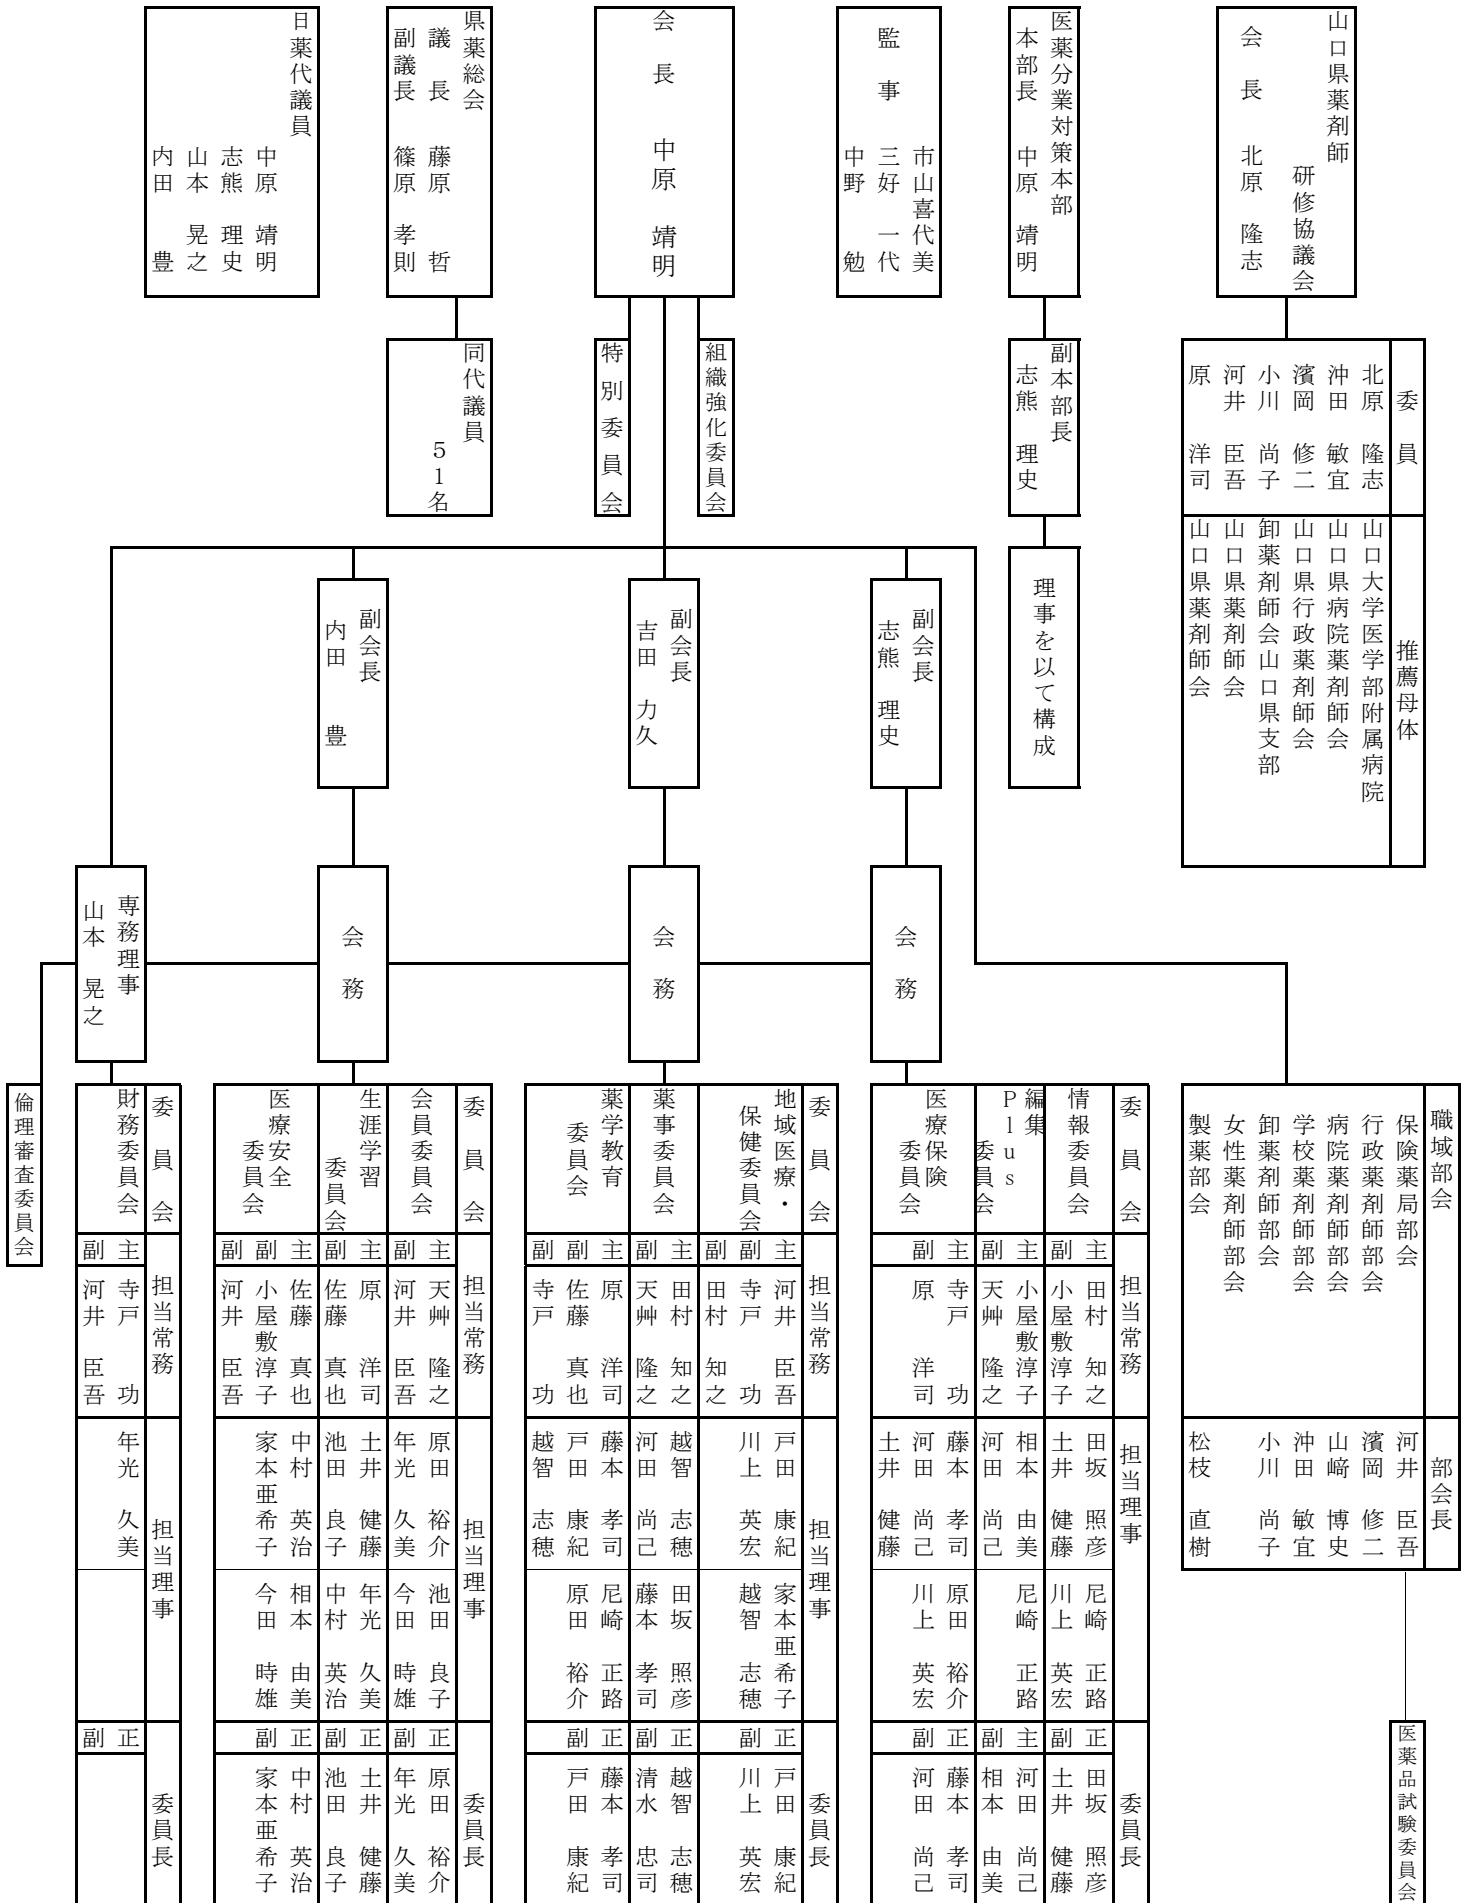 山口県薬剤師
研修協議会
会長 北原 隆志
委員
推薦母体
北原 隆志 山口大学医学部附属病院
沖田 敏宜 山口県病院薬剤師会
濱岡 修二 山口県行政薬剤師会
小川 尚子 卸薬剤師会山口県支部
河井 臣吾 山口県薬剤師会
原 洋司 山口県薬剤師会
医薬分業対策本部
本部長 中原 靖明
副本部長
志熊 理史
理事を以て構成
監事
市山喜代美
三好 一代
中野 勉
会長 中原 靖明
組織強化委員会
特別委員会
県薬総会
議長 藤原 哲
副議長 篠原 孝則
同代議員
51名
日薬代議員
中原 靖明
志熊 理史
山本 晃之
内田 豊
副会長
志熊 理史
副会長
吉田 力久
副会長
内田 豊
会務
会務
会務
専務理事
山本 晃之
職域部会
部会長
保険薬局部会 河井 臣吾
行政薬剤師部会 濱岡 修二
病院薬剤師部会 山﨑 博史
学校薬剤師部会 沖田 敏宜
卸薬剤師部会 小川 尚子
女性薬剤師部会
製薬部会 松枝 直樹
医薬品試験委員会
委員会
担当常務
担当理事
委員長
情報委員会
主 田村 知之
副 小屋敷淳子
田坂 照彦 尼崎 正路
土井 健藤 川上 英宏
正 田坂 照彦
副 土井 健藤
編集
Plus
委員会
主 小屋敷淳子
副 天艸 隆之
相本 由美 尼崎 正路
河田 尚己
主 河田 尚己
副 相本 由美
医療保険
委員会
主 寺戸 功
副 原 洋司
藤本 孝司 原田 裕介
河田 尚己 川上 英宏
土井 健藤
正 藤本 孝司
副 河田 尚己
委員会
担当常務
担当理事
委員長
地域医療・
保健委員会
主 河井 臣吾
副 寺戸 功
副 田村 知之
戸田 康紀 家本亜希子
川上 英宏 越智 志穂
正 戸田 康紀
副 川上 英宏
薬事委員会
主 田村 知之
副 天艸 隆之
越智 志穂 田坂 照彦
河田 尚己 藤本 孝司
正 越智 志穂
副 清水 忠司
薬学教育
委員会
主 原 洋司
副 佐藤 真也
副 寺戸 功
藤本 孝司 尼崎 正路
戸田 康紀 原田 裕介
越智 志穂
正 藤本 孝司
副 戸田 康紀
委員会
担当常務
担当理事
委員長
会員委員会
主 天艸 隆之
副 河井 臣吾
原田 裕介 池田 良子
年光 久美 今田 時雄
正 原田 裕介
副 年光 久美
生涯学習
委員会
主 原 洋司
副 佐藤 真也
土井 健藤 年光 久美
池田 良子 中村 英治
正 土井 健藤
副 池田 良子
医療安全
委員会
主 佐藤 真也
副 小屋敷淳子
副 河井 臣吾
中村 英治 相本 由美
家本亜希子 今田 時雄
正 中村 英治
副 家本亜希子
委員会
担当常務
担当理事
委員長
財務委員会
主 寺戸 功
副 河井 臣吾
年光 久美
正
副
倫理審査委員会